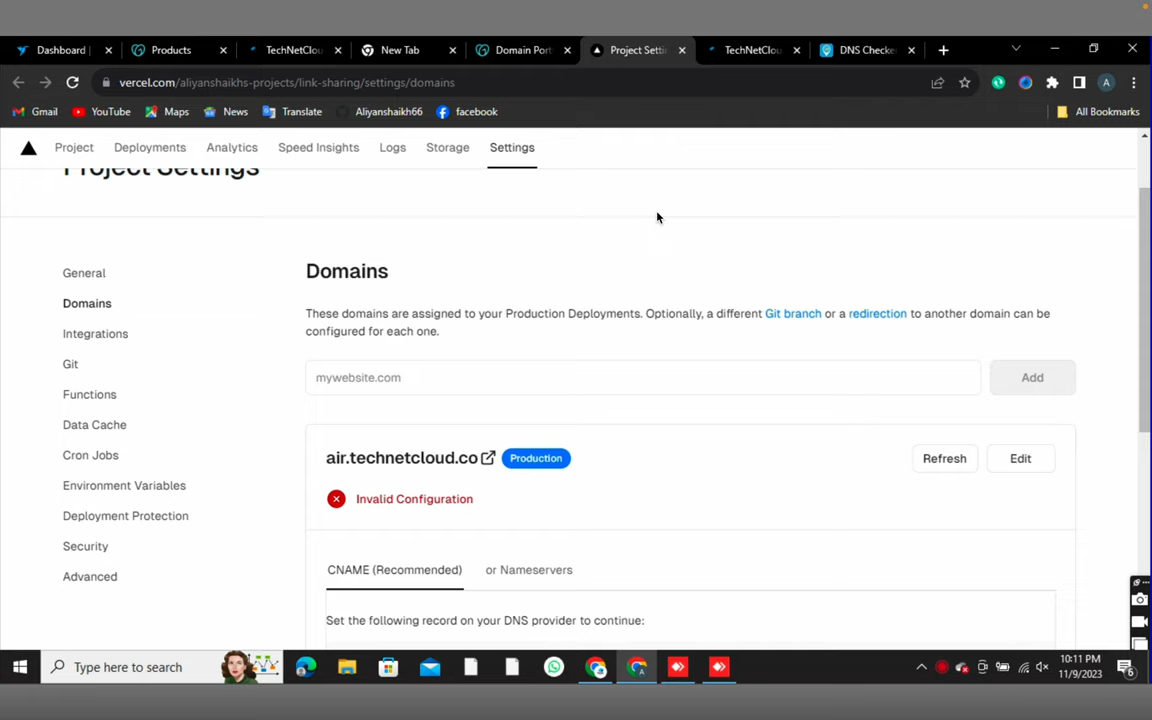 Dashboard
Products
TechNetClou
New Tab
Domain Port
Project Setti
TechNetClou
DNS Checke
vercel.com/aliyanshaikhs-projects/link-sharing/settings/domains
A
Gmail
YouTube
Maps
News
Translate
Aliyanshaikh66
facebook
All Bookmarks
Project
Deployments
Analytics
Speed Insights
Logs
Storage
Settings
Project Settings
General
Domains
Integrations
Git
Functions
Data Cache
Cron Jobs
Environment Variables
Deployment Protection
Security
Advanced
Domains
These domains are assigned to your Production Deployments. Optionally, a different Git branch or a redirection to another domain can be
configured for each one.
mywebsite.com
Add
air.technetcloud.co
Production
Refresh
Edit
Invalid Configuration
CNAME (Recommended)
or Nameservers
Set the following record on your DNS provider to continue:
Type here to search
10:11 PM
11/9/2023
6